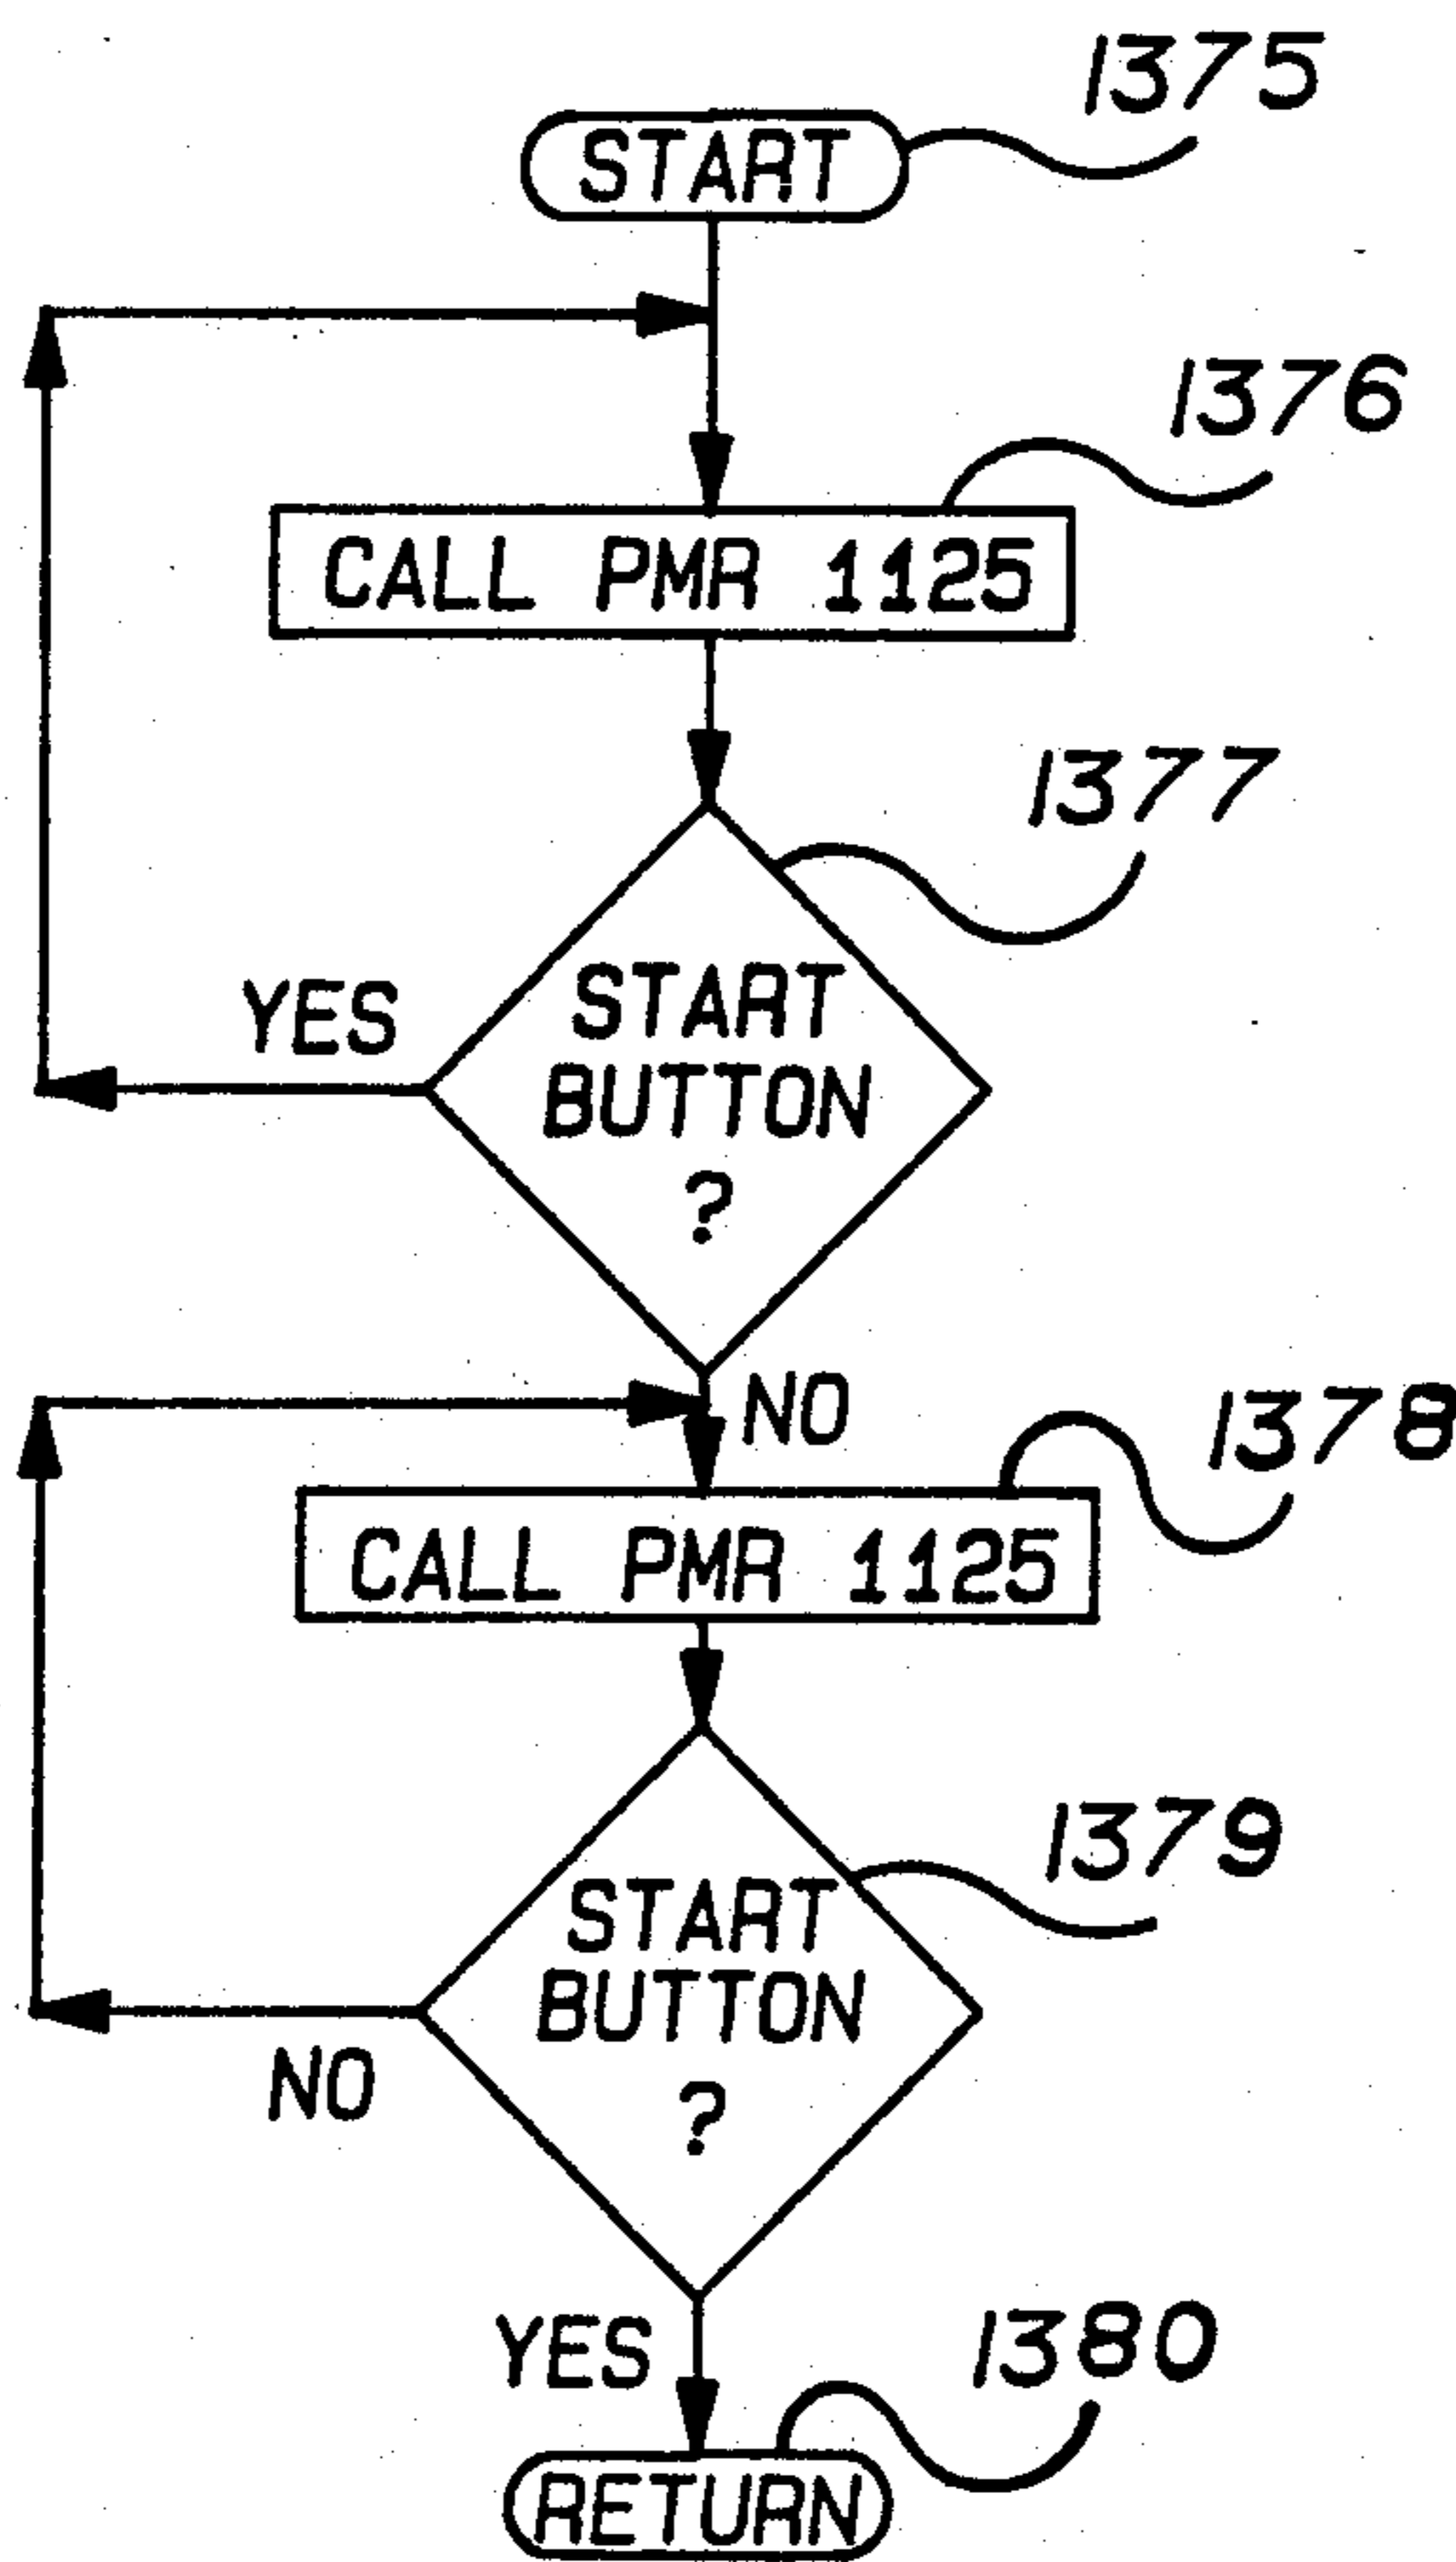 1375
START
1376
CALL PMR 1125
1377
START
BUTTON
?
YES
NO
1378
CALL PMR 1125
1379
START
BUTTON
?
NO
YES
1380
RETURN